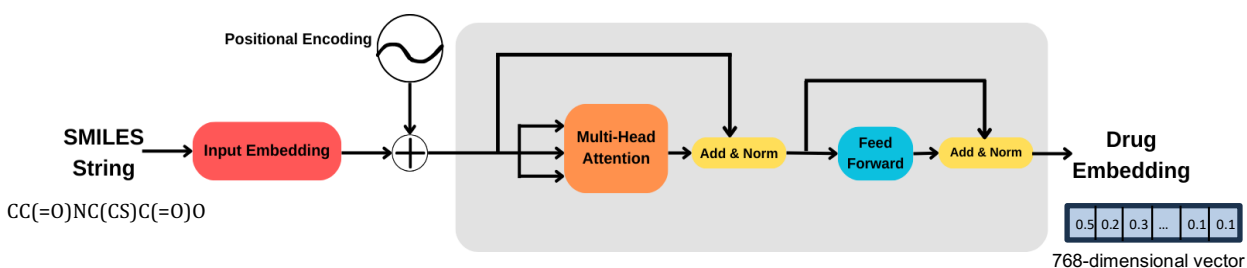 Positional Encoding
SMILES
String
CC(=O)NC(CS)C(=O)O
Input Embedding
Multi-Head
Attention
Add & Norm
Feed
Forward
Add & Norm
Drug
Embedding
0.5 0.2 0.3 ... 0.1 0.1
768-dimensional vector